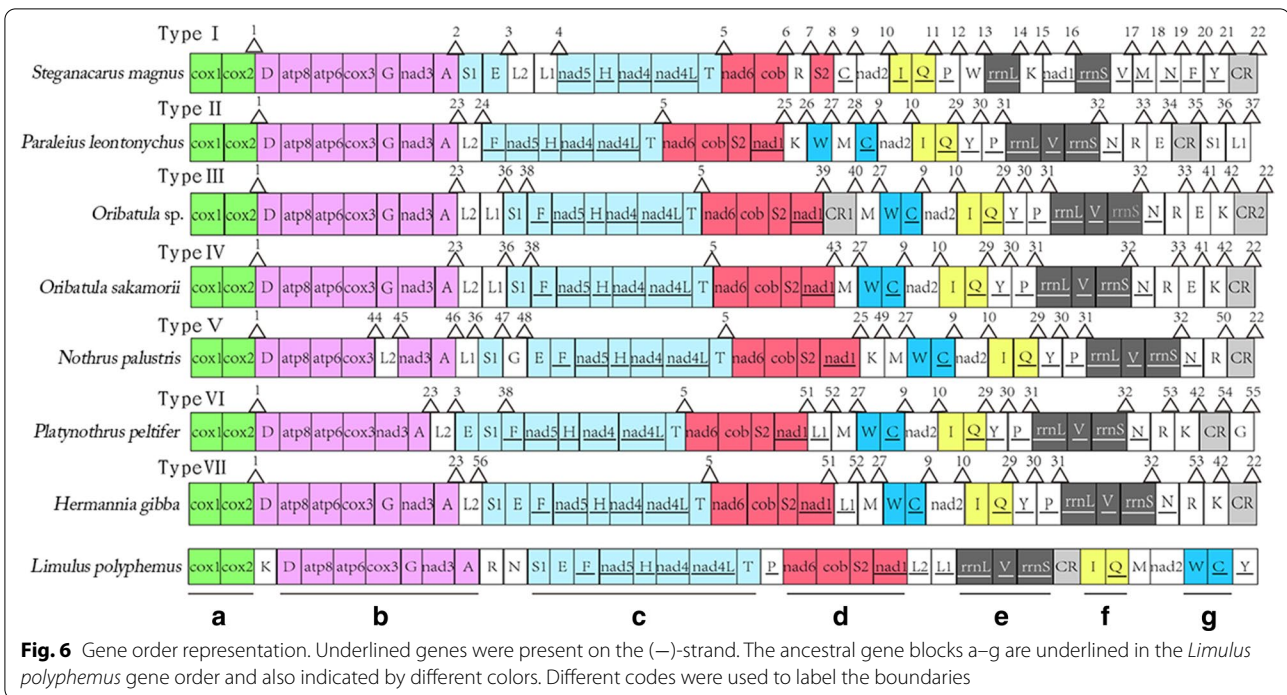 Type I
1 2 3 4 5 6 7 8 9 10 11 12 13 14 15 16 17 18 19 20 21 22
Steganacarus magnus cox1 cox2 D atp8 atp6 cox3 G nad3 A S1 E L2 L1 nad5 H nad4 nad4L T nad6 cob R S2 C nad2 I Q P W rrnL K nad1 rrnS V M N F Y CR
Type II
1 23 24 5 25 26 27 28 9 10 29 30 31 32 33 34 35 36 37
Paraleius leontonychus cox1 cox2 D atp8 atp6 cox3 G nad3 A L2 F nad5 H nad4 nad4L T nad6 cob S2 nad1 K W M C nad2 I Q Y P rrnL V rrnS N R E CR S1 L1
Type III
1 23 36 38 5 39 40 27 9 10 29 30 31 32 33 41 42 22
Oribatula sp. cox1 cox2 D atp8 atp6 cox3 G nad3 A L2 L1 S1 F nad5 H nad4 nad4L T nad6 cob S2 nad1 CR1 M W C nad2 I Q Y P rrnL V rrnS N R E K CR2
Type IV
1 23 36 38 5 43 27 9 10 29 30 31 32 33 41 42 22
Oribatula sakamorii cox1 cox2 D atp8 atp6 cox3 G nad3 A L2 L1 S1 F nad5 H nad4 nad4L T nad6 cob S2 nad1 M W C nad2 I Q Y P rrnL V rrnS N R E K CR
Type V
1 44 45 46 36 47 48 5 25 49 27 9 10 29 30 31 32 50 22
Nothrus palustris cox1 cox2 D atp8 atp6 cox3 L2 nad3 A L1 S1 G E F nad5 H nad4 nad4L T nad6 cob S2 nad1 K M W C nad2 I Q Y P rrnL V rrnS N R CR
Type VI
1 23 3 38 5 51 52 27 9 10 29 30 31 32 53 42 54 55
Platynothrus peltifer cox1 cox2 D atp8 atp6 cox3 nad3 A L2 E S1 F nad5 H nad4 nad4L T nad6 cob S2 nad1 L1 M W C nad2 I Q Y P rrnL V rrnS N R K CR G
Type VII
1 23 56 5 51 52 27 9 10 29 30 31 32 53 42 22
Hermannia gibba cox1 cox2 D atp8 atp6 cox3 G nad3 A L2 S1 E F nad5 H nad4 nad4L T nad6 cob S2 nad1 L1 M W C nad2 I Q Y P rrnL V rrnS N R K CR
Limulus polyphemus cox1 cox2 K D atp8 atp6 cox3 G nad3 A R N S1 E F nad5 H nad4 nad4L T P nad6 cob S2 nad1 L2 L1 rrnL V rrnS CR I Q M nad2 W C Y
a b c d e f g
Fig. 6 Gene order representation. Underlined genes were present on the (−)-strand. The ancestral gene blocks a–g are underlined in the Limulus
polyphemus gene order and also indicated by different colors. Different codes were used to label the boundaries